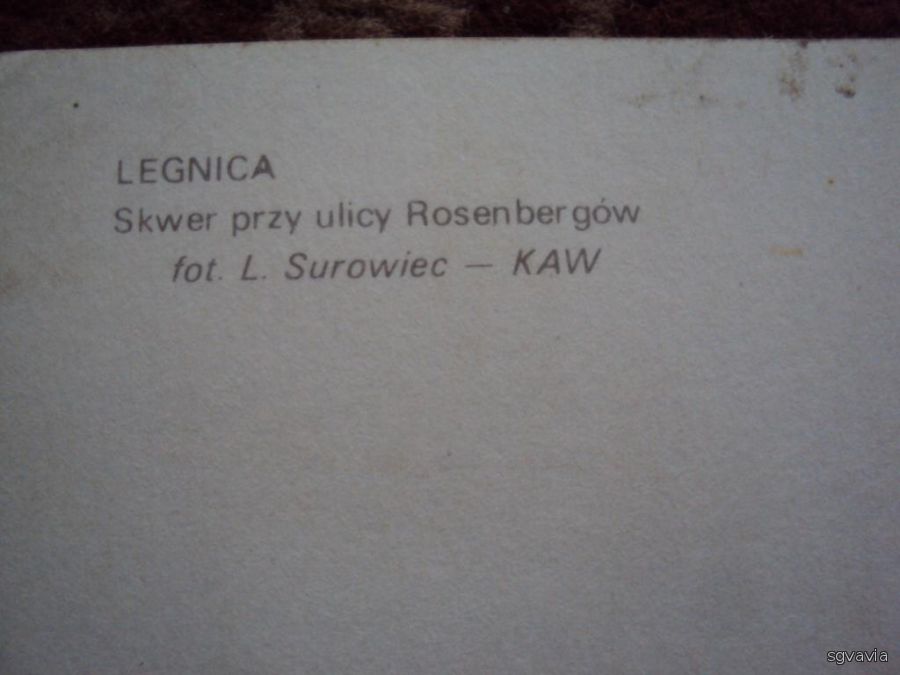 LEGNICA
Skwer przy ulicy Rosenbergów
fot. L. Surowiec — KAW
sgvavia